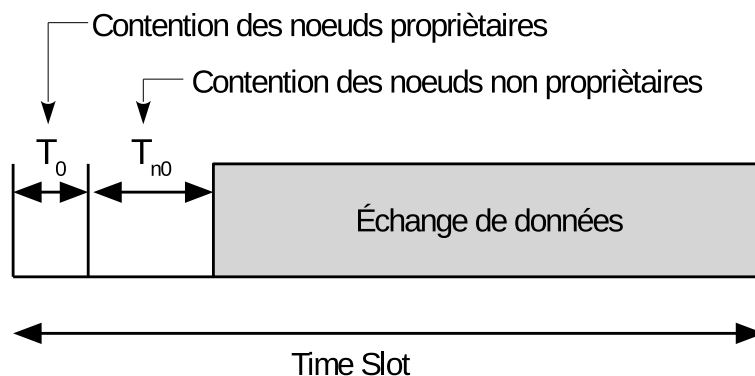 Contention des noeuds propriètaires
Contention des noeuds non propriètaires
T0
Tn0
Échange de données
Time Slot